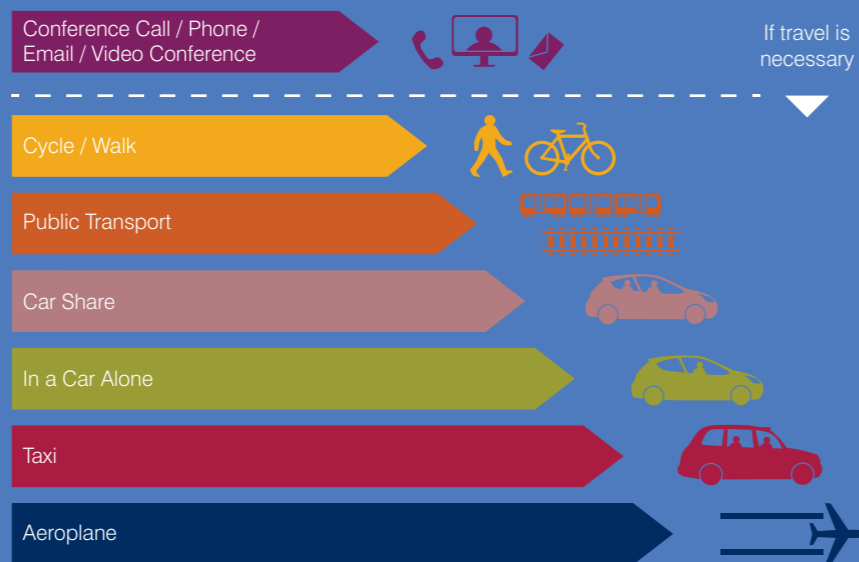 Conference Call / Phone /
Email / Video Conference
If travel is
necessary
Cycle / Walk
Public Transport
Car Share
In a Car Alone
Taxi
Aeroplane